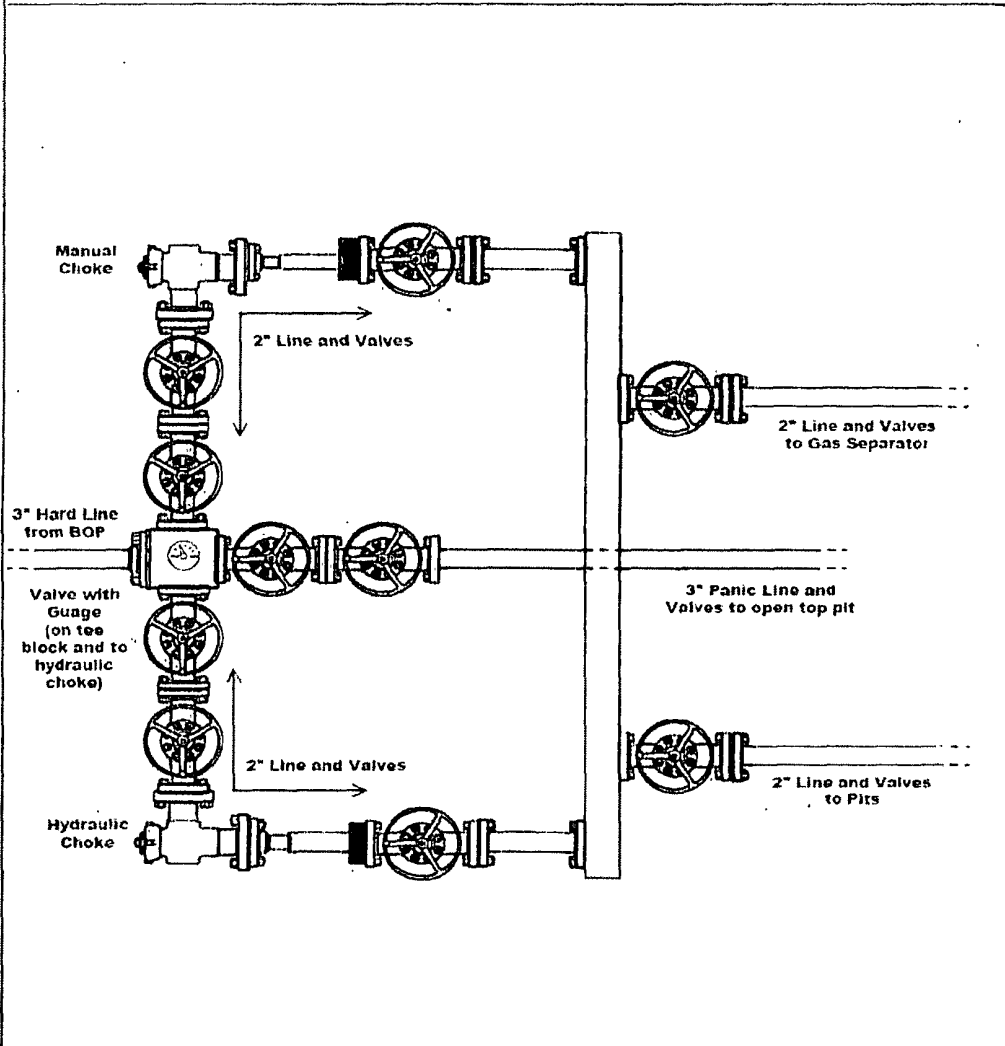 Manual
Choke
2" Line and Valves
2" Line and Valves
to Gas Separator
3" Hard Line
from BOP
3" Panic Line and
Valves to open top pit
Valve with
Guage
(on tee
block and to
hydraulic
choke)
2" Line and Valves
2" Line and Valves
to Pits
Hydraulic
Choke